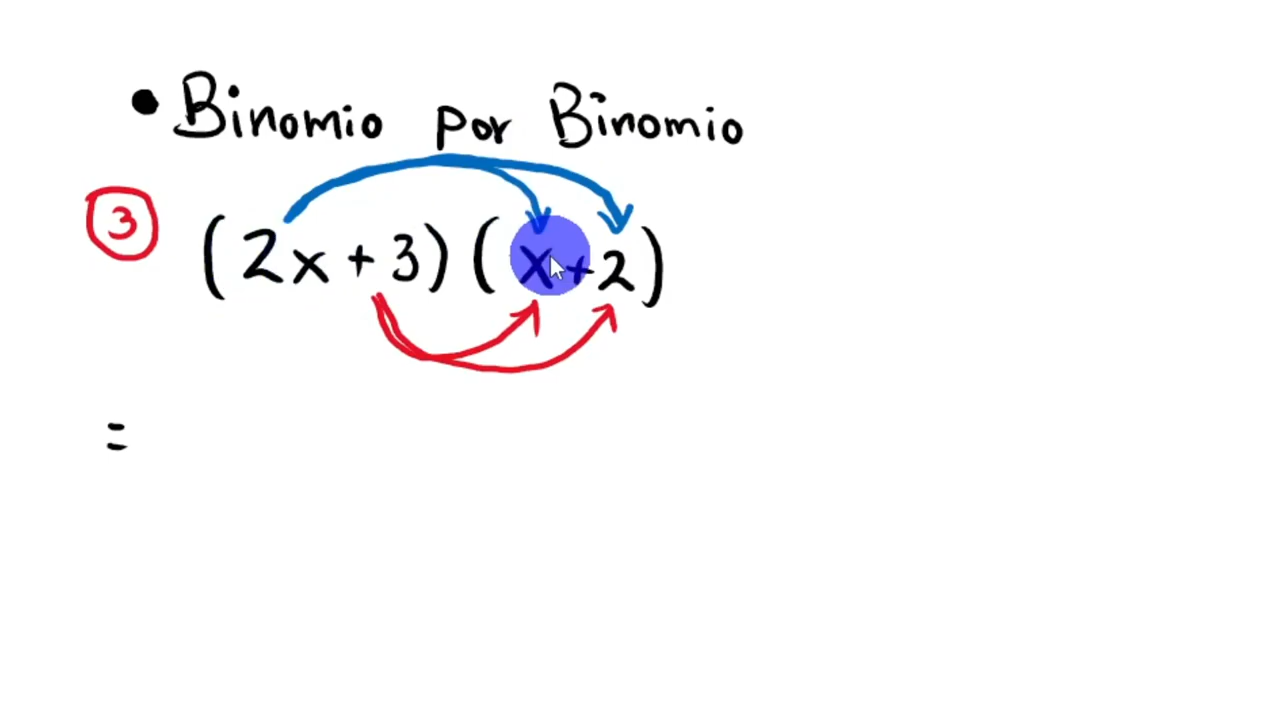 • Binomio por Binomio
3 (2x + 3) (x + 2)
=